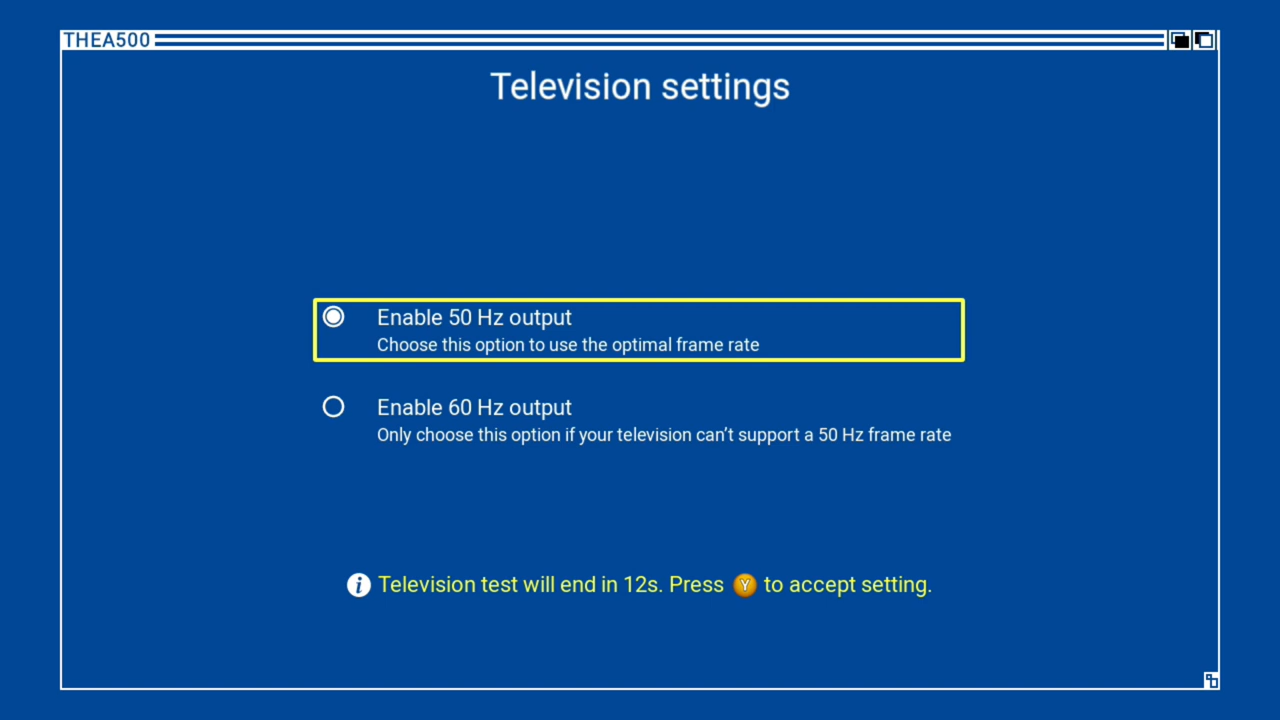 THEA500
Television settings
Enable 50 Hz output
Choose this option to use the optimal frame rate
Enable 60 Hz output
Only choose this option if your television can’t support a 50 Hz frame rate
i Television test will end in 12s. Press Y to accept setting.